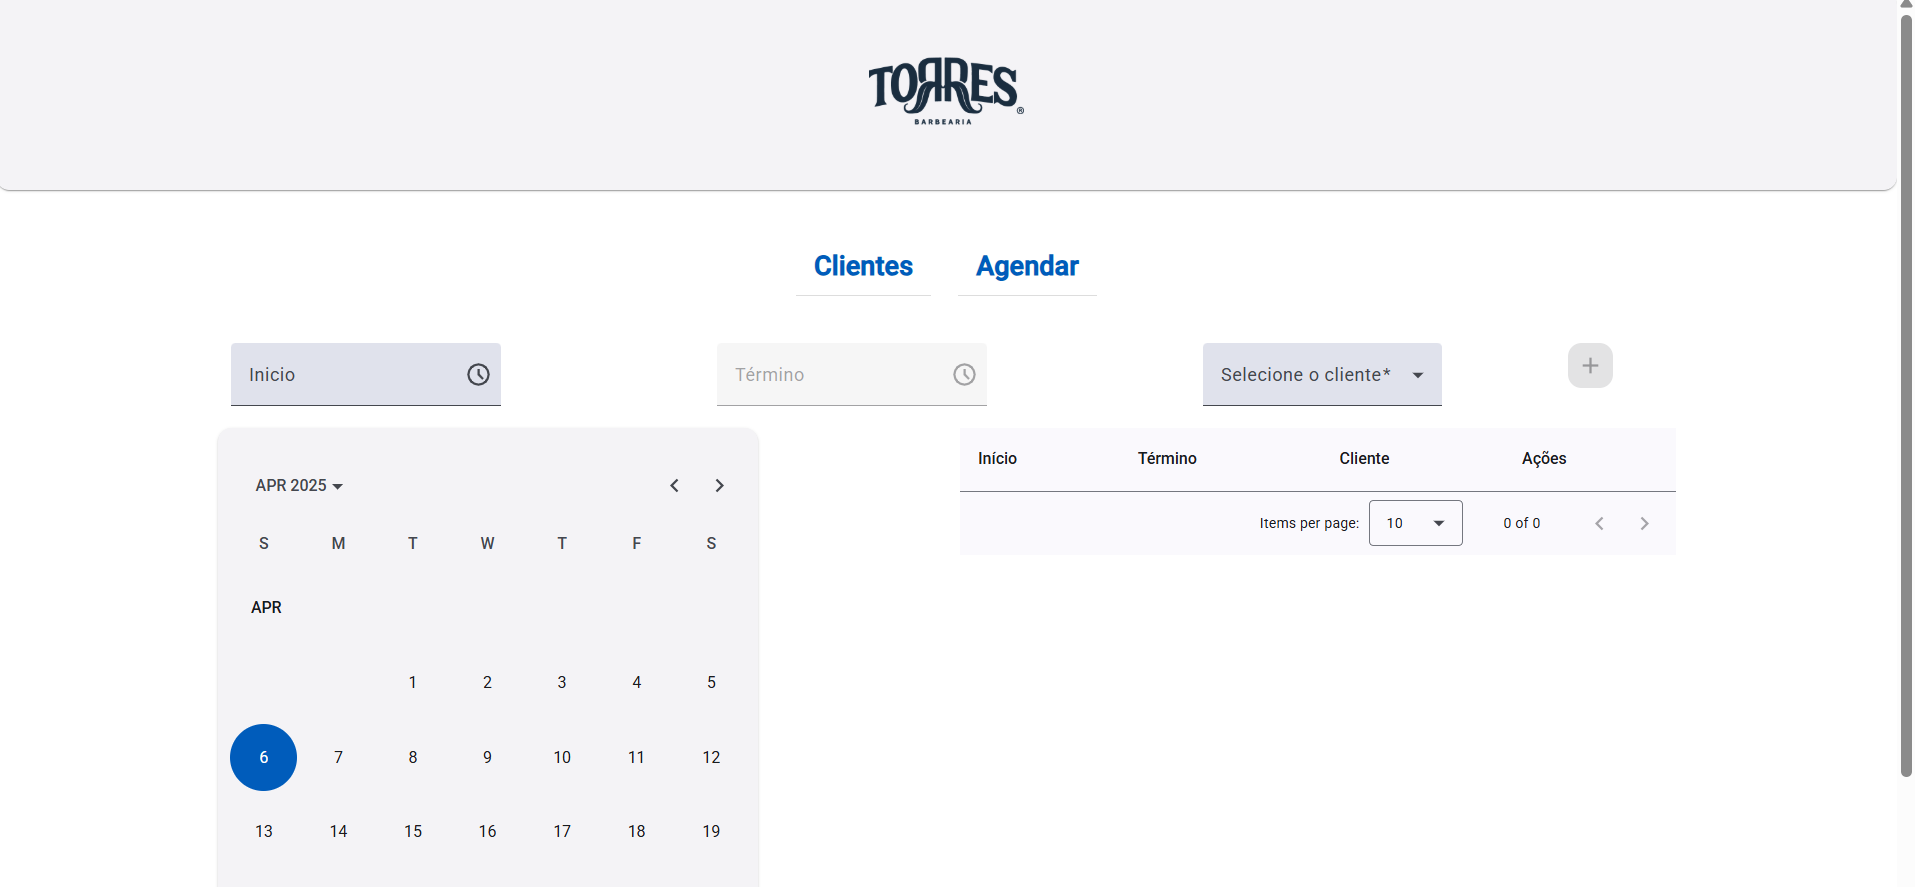 TORRES
®
BARBEARIA
Clientes Agendar
Inicio Término Selecione o cliente*
APR 2025
S M T W T F S
APR
1 2 3 4 5
6 7 8 9 10 11 12
13 14 15 16 17 18 19
Início Término Cliente Ações
Items per page: 10 0 of 0